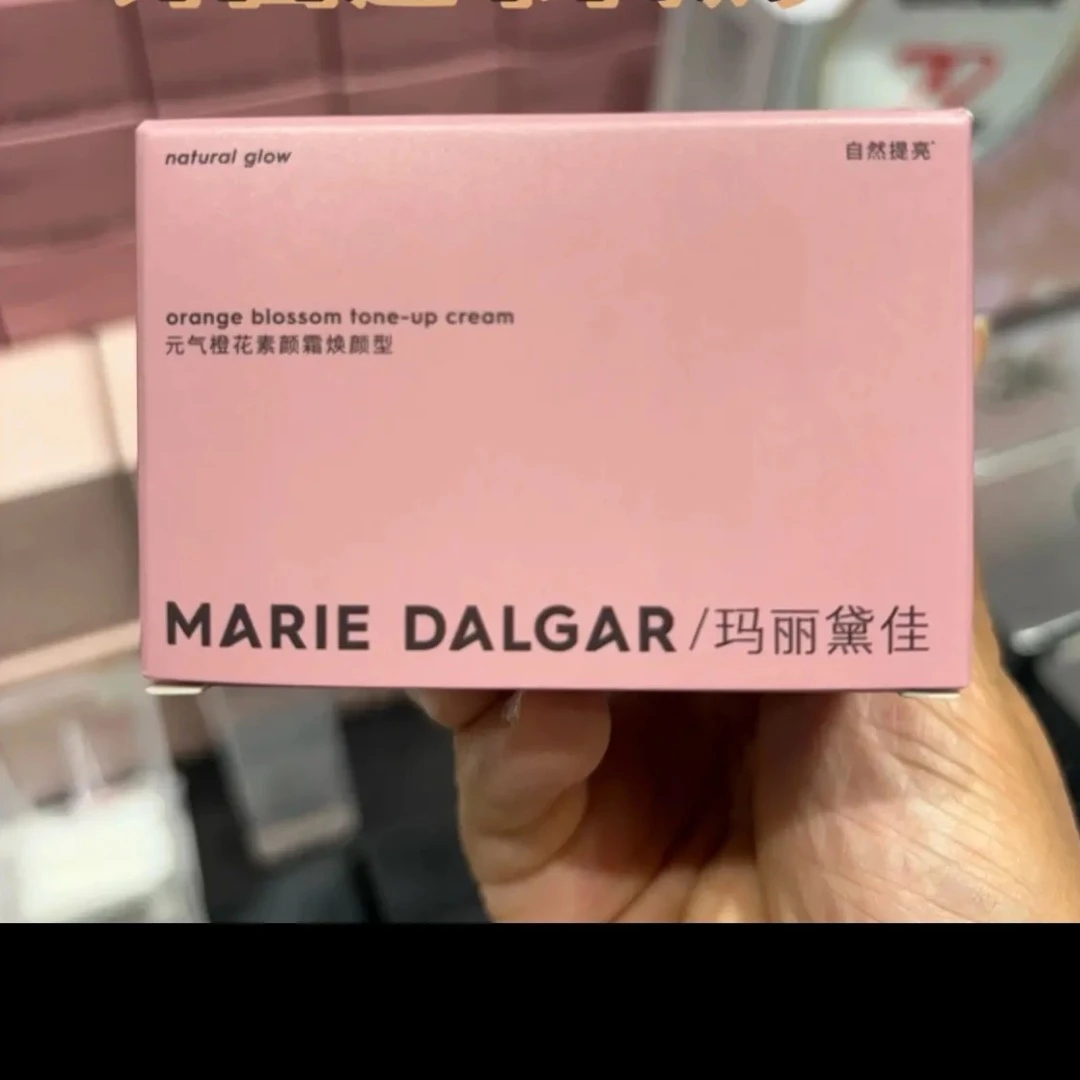 natural glow
自然提亮*
orange blossom tone-up cream
元气橙花素颜霜焕颜型
MARIE DALGAR/玛丽黛佳